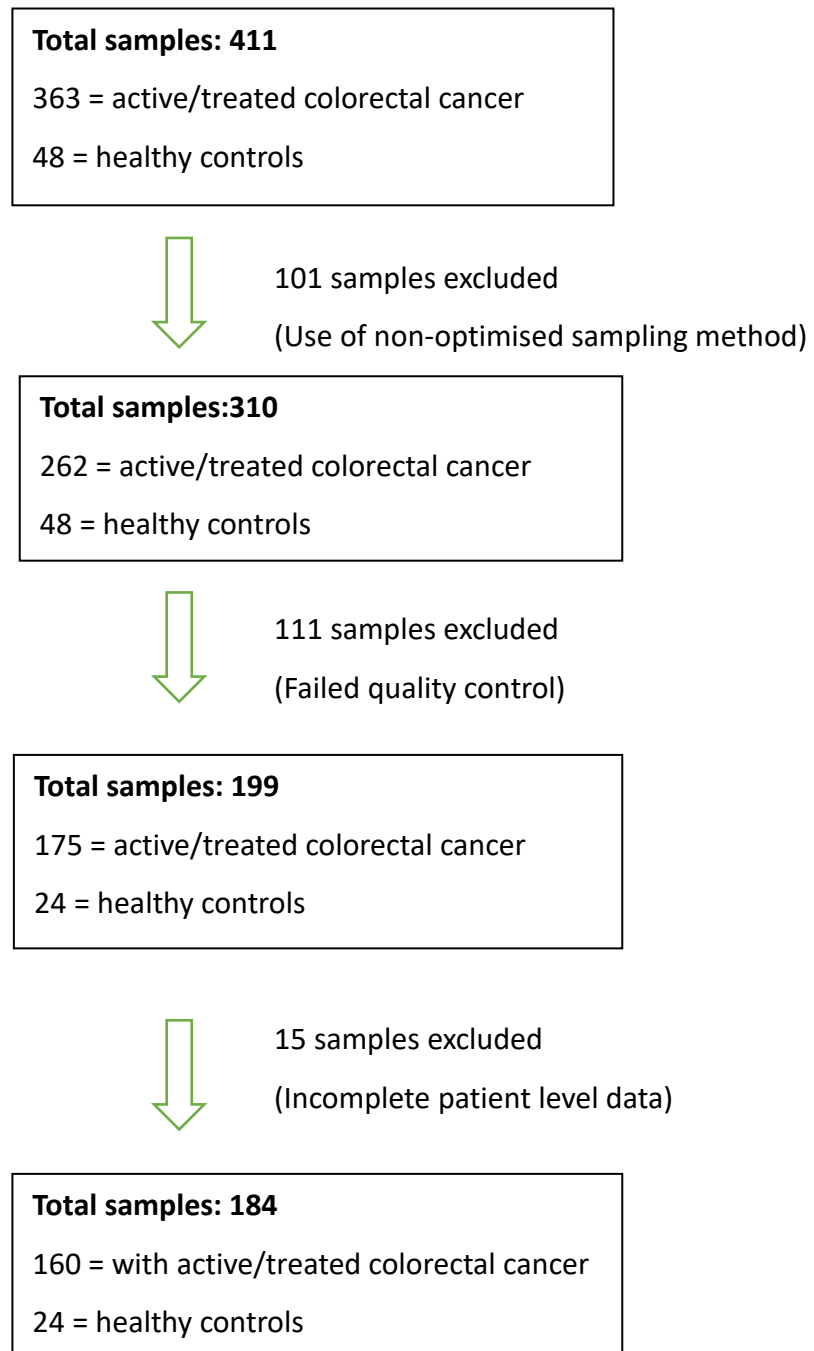 Total samples: 411
363 = active/treated colorectal cancer
48 = healthy controls
101 samples excluded
(Use of non-optimised sampling method)
Total samples:310
262 = active/treated colorectal cancer
48 = healthy controls
111 samples excluded
(Failed quality control)
Total samples: 199
175 = active/treated colorectal cancer
24 = healthy controls
15 samples excluded
(Incomplete patient level data)
Total samples: 184
160 = with active/treated colorectal cancer
24 = healthy controls